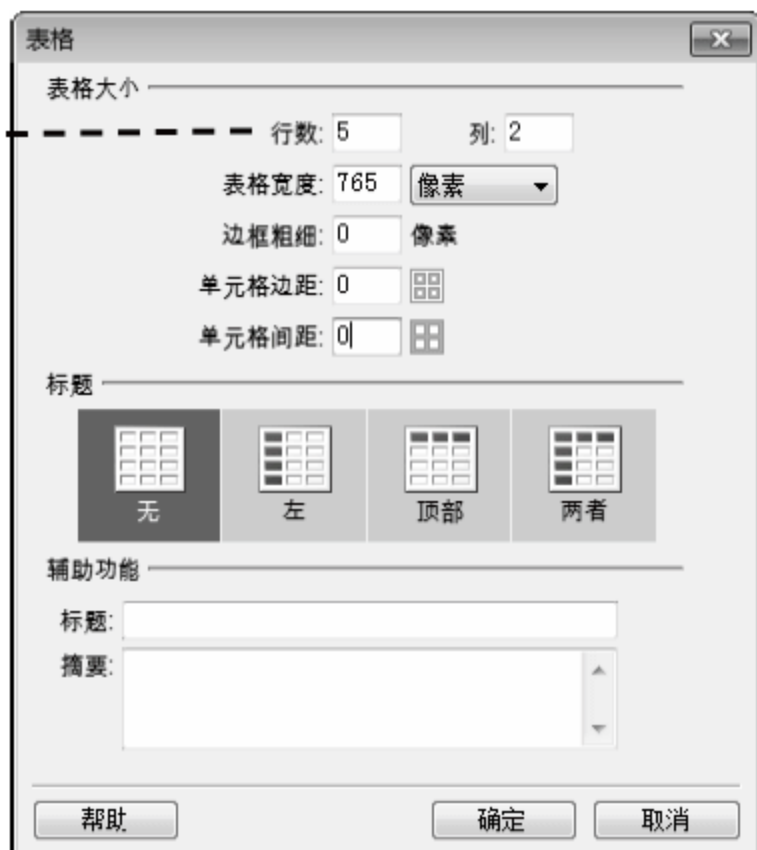 表格
表格大小
行数: 5 列: 2
表格宽度: 765 像素
边框粗细: 0 像素
单元格边距: 0
单元格间距: 0
标题
无 左 顶部 两者
辅助功能
标题:
摘要:
帮助 确定 取消